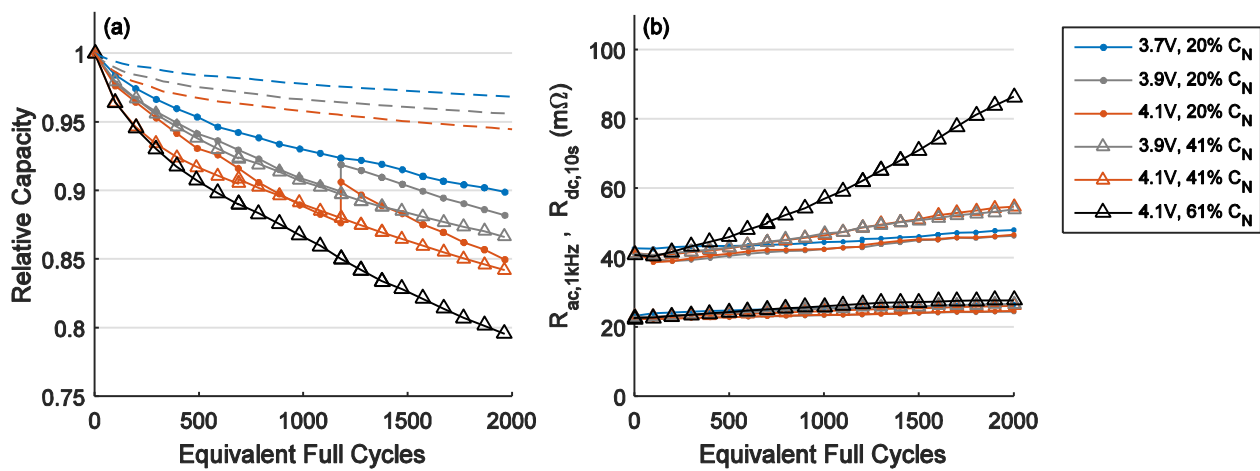 (a)
1
0.95
0.9
0.85
0.8
0.75
0 500 1000 1500 2000
Relative Capacity
Equivalent Full Cycles
(b)
100
80
60
40
20
0
0 500 1000 1500 2000
R_ac,1kHz , R_dc,10s (mΩ)
Equivalent Full Cycles
3.7V, 20% C_N
3.9V, 20% C_N
4.1V, 20% C_N
3.9V, 41% C_N
4.1V, 41% C_N
4.1V, 61% C_N